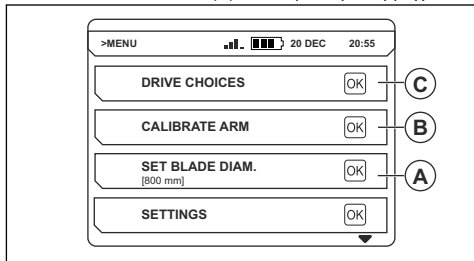 >MENU 20 DEC 20:55
DRIVE CHOICES OK C
CALIBRATE ARM OK B
SET BLADE DIAM. OK A
[800 mm]
SETTINGS OK